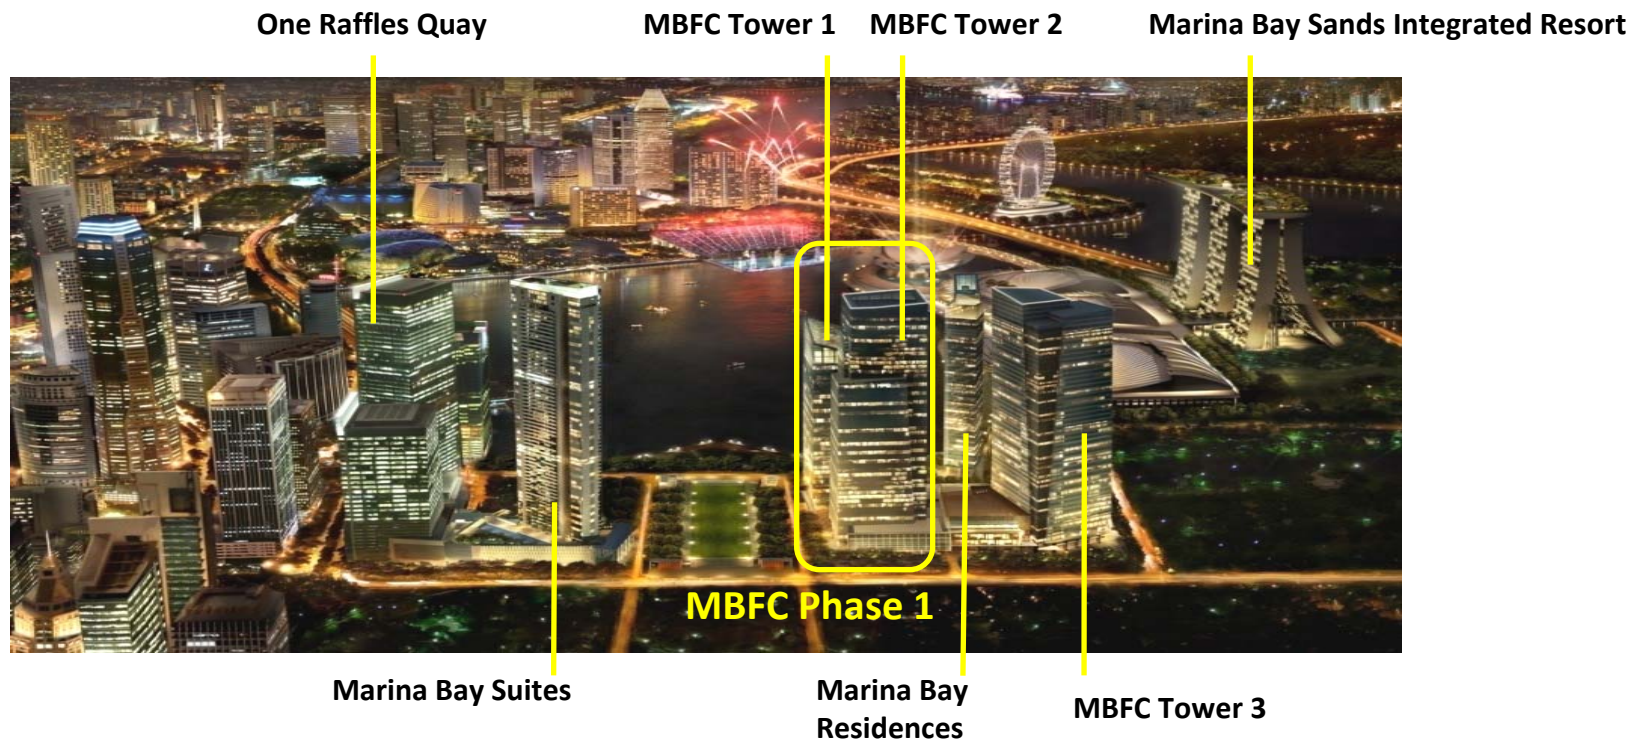 One Raffles Quay
MBFC Tower 1
MBFC Tower 2
Marina Bay Sands Integrated Resort
MBFC Phase 1
Marina Bay Suites
Marina Bay
Residences
MBFC Tower 3